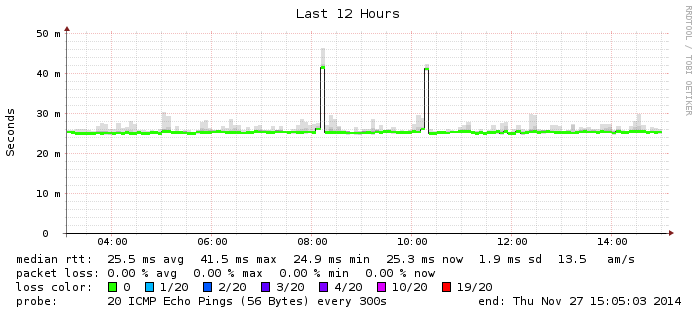 Last 12 Hours
RRDTOOL / TOBI OETIKER
Seconds
50 m
40 m
30 m
20 m
10 m
0
04:00 06:00 08:00 10:00 12:00 14:00
median rtt: 25.5 ms avg 41.5 ms max 24.9 ms min 25.3 ms now 1.9 ms sd 13.5 am/s
packet loss: 0.00 % avg 0.00 % max 0.00 % min 0.00 % now
loss color: 0 1/20 2/20 3/20 4/20 10/20 19/20
probe: 20 ICMP Echo Pings (56 Bytes) every 300s end: Thu Nov 27 15:05:03 2014